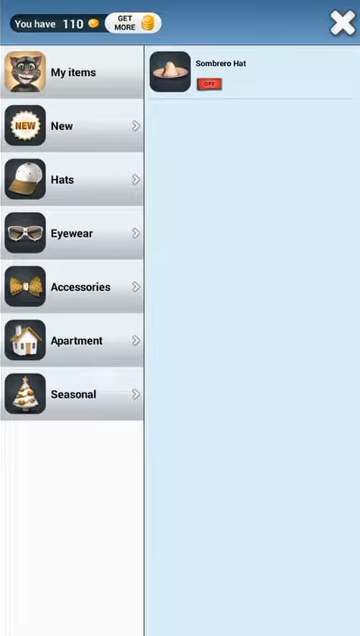 You have 110
GET
MORE
My items
Sombrero Hat
OFF
NEW
New
Hats
Eyewear
Accessories
Apartment
Seasonal